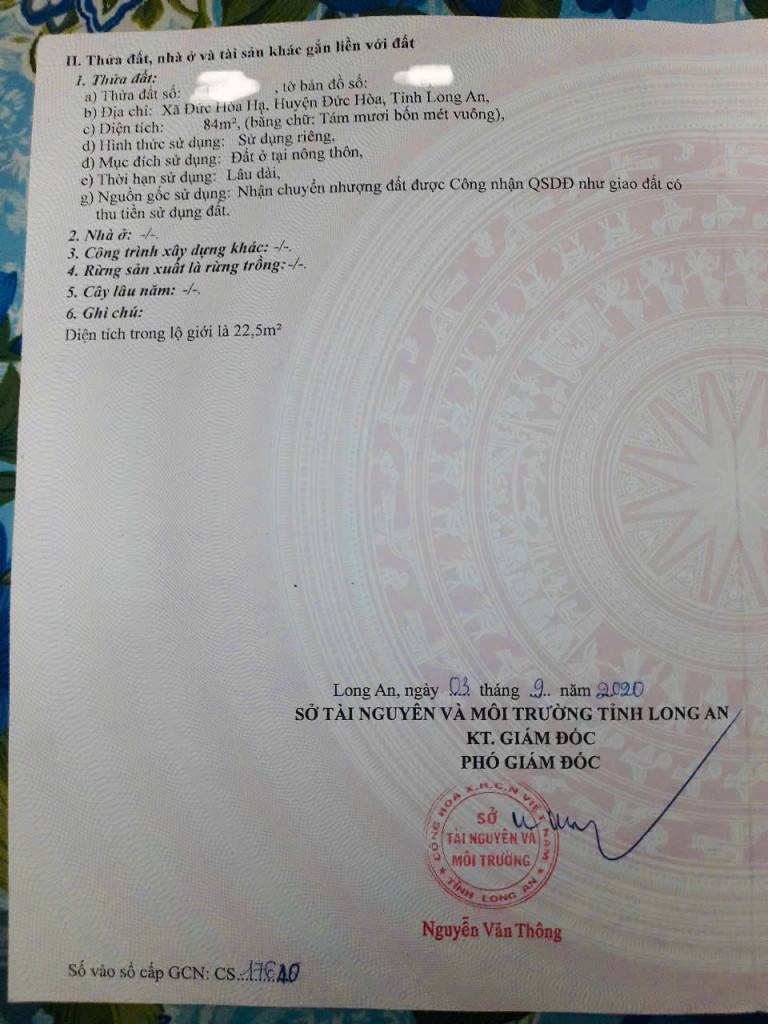 II. Thửa đất, nhà ở và tài sản khác gắn liền với đất
1. Thửa đất:
a) Thửa đất số: , tờ bản đồ số:
b) Địa chỉ: Xã Đức Hòa Hạ, Huyện Đức Hòa, Tỉnh Long An,
c) Diện tích: 84m², (bằng chữ: Tám mươi bốn mét vuông),
d) Hình thức sử dụng: Sử dụng riêng,
đ) Mục đích sử dụng: Đất ở tại nông thôn,
e) Thời hạn sử dụng: Lâu dài,
g) Nguồn gốc sử dụng: Nhận chuyển nhượng đất được Công nhận QSDĐ như giao đất có
thu tiền sử dụng đất.
2. Nhà ở: -/-.
3. Công trình xây dựng khác: -/-.
4. Rừng sản xuất là rừng trồng: -/-.
5. Cây lâu năm: -/-.
6. Ghi chú:
Diện tích trong lộ giới là 22,5m²
Long An, ngày 03 tháng 9 năm 2020
SỞ TÀI NGUYÊN VÀ MÔI TRƯỜNG TỈNH LONG AN
KT. GIÁM ĐỐC
PHÓ GIÁM ĐỐC
CỘNG HÒA X.H.C.N VIỆT NAM
SỞ
TÀI NGUYÊN VÀ
MÔI TRƯỜNG
TỈNH LONG AN
Nguyễn Văn Thông
Số vào sổ cấp GCN: CS